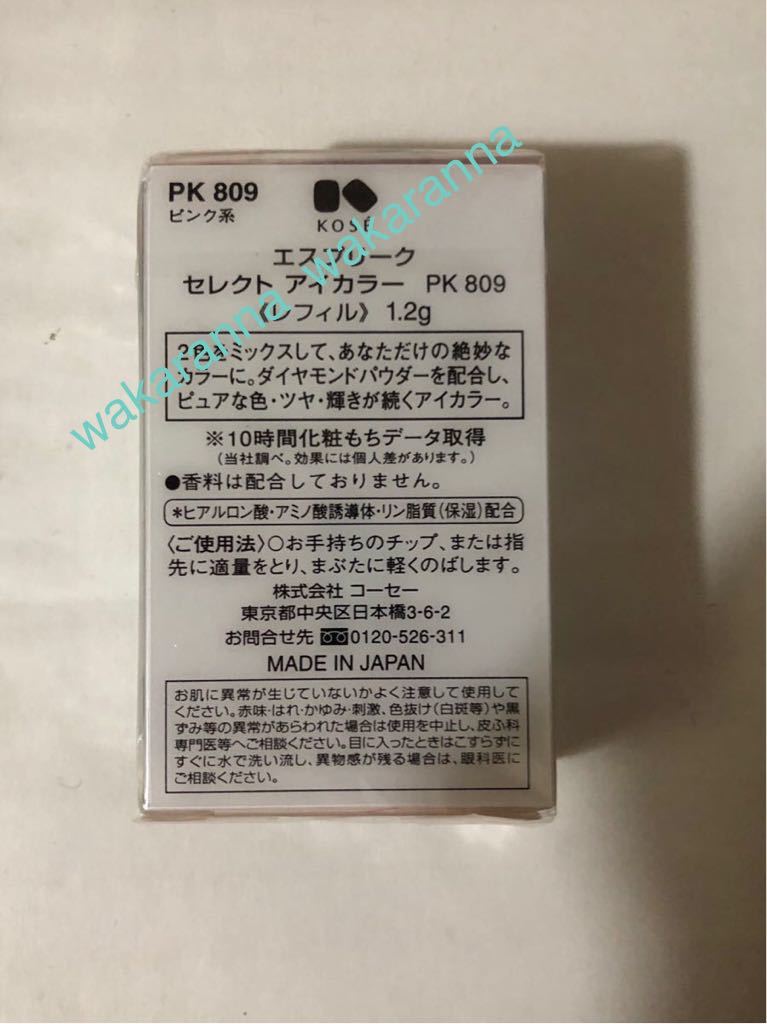 PK 809
ピンク系
KOSÉ
エスプリーク
セレクト アイカラー PK 809
《レフィル》 1.2g
2色をミックスして、あなただけの絶妙な
カラーに。ダイヤモンドパウダーを配合し、
ピュアな色・ツヤ・輝きが続くアイカラー。
※10時間化粧もちデータ取得
(当社調べ。効果には個人差があります。)
●香料は配合しておりません。
*ヒアルロン酸・アミノ酸誘導体・リン脂質(保湿)配合
〈ご使用法〉○お手持ちのチップ、または指
先に適量をとり、まぶたに軽くのばします。
株式会社 コーセー
東京都中央区日本橋3-6-2
お問合せ先 0120-526-311
MADE IN JAPAN
お肌に異常が生じていないかよく注意して使用して
ください。赤味・はれ・かゆみ・刺激、色抜け(白斑等)や黒
ずみ等の異常があらわれた場合は使用を中止し、皮ふ科
専門医等へご相談ください。目に入ったときはこすらずに
すぐに水で洗い流し、異物感が残る場合は、眼科医に
ご相談ください。
wakaranna wakaranna